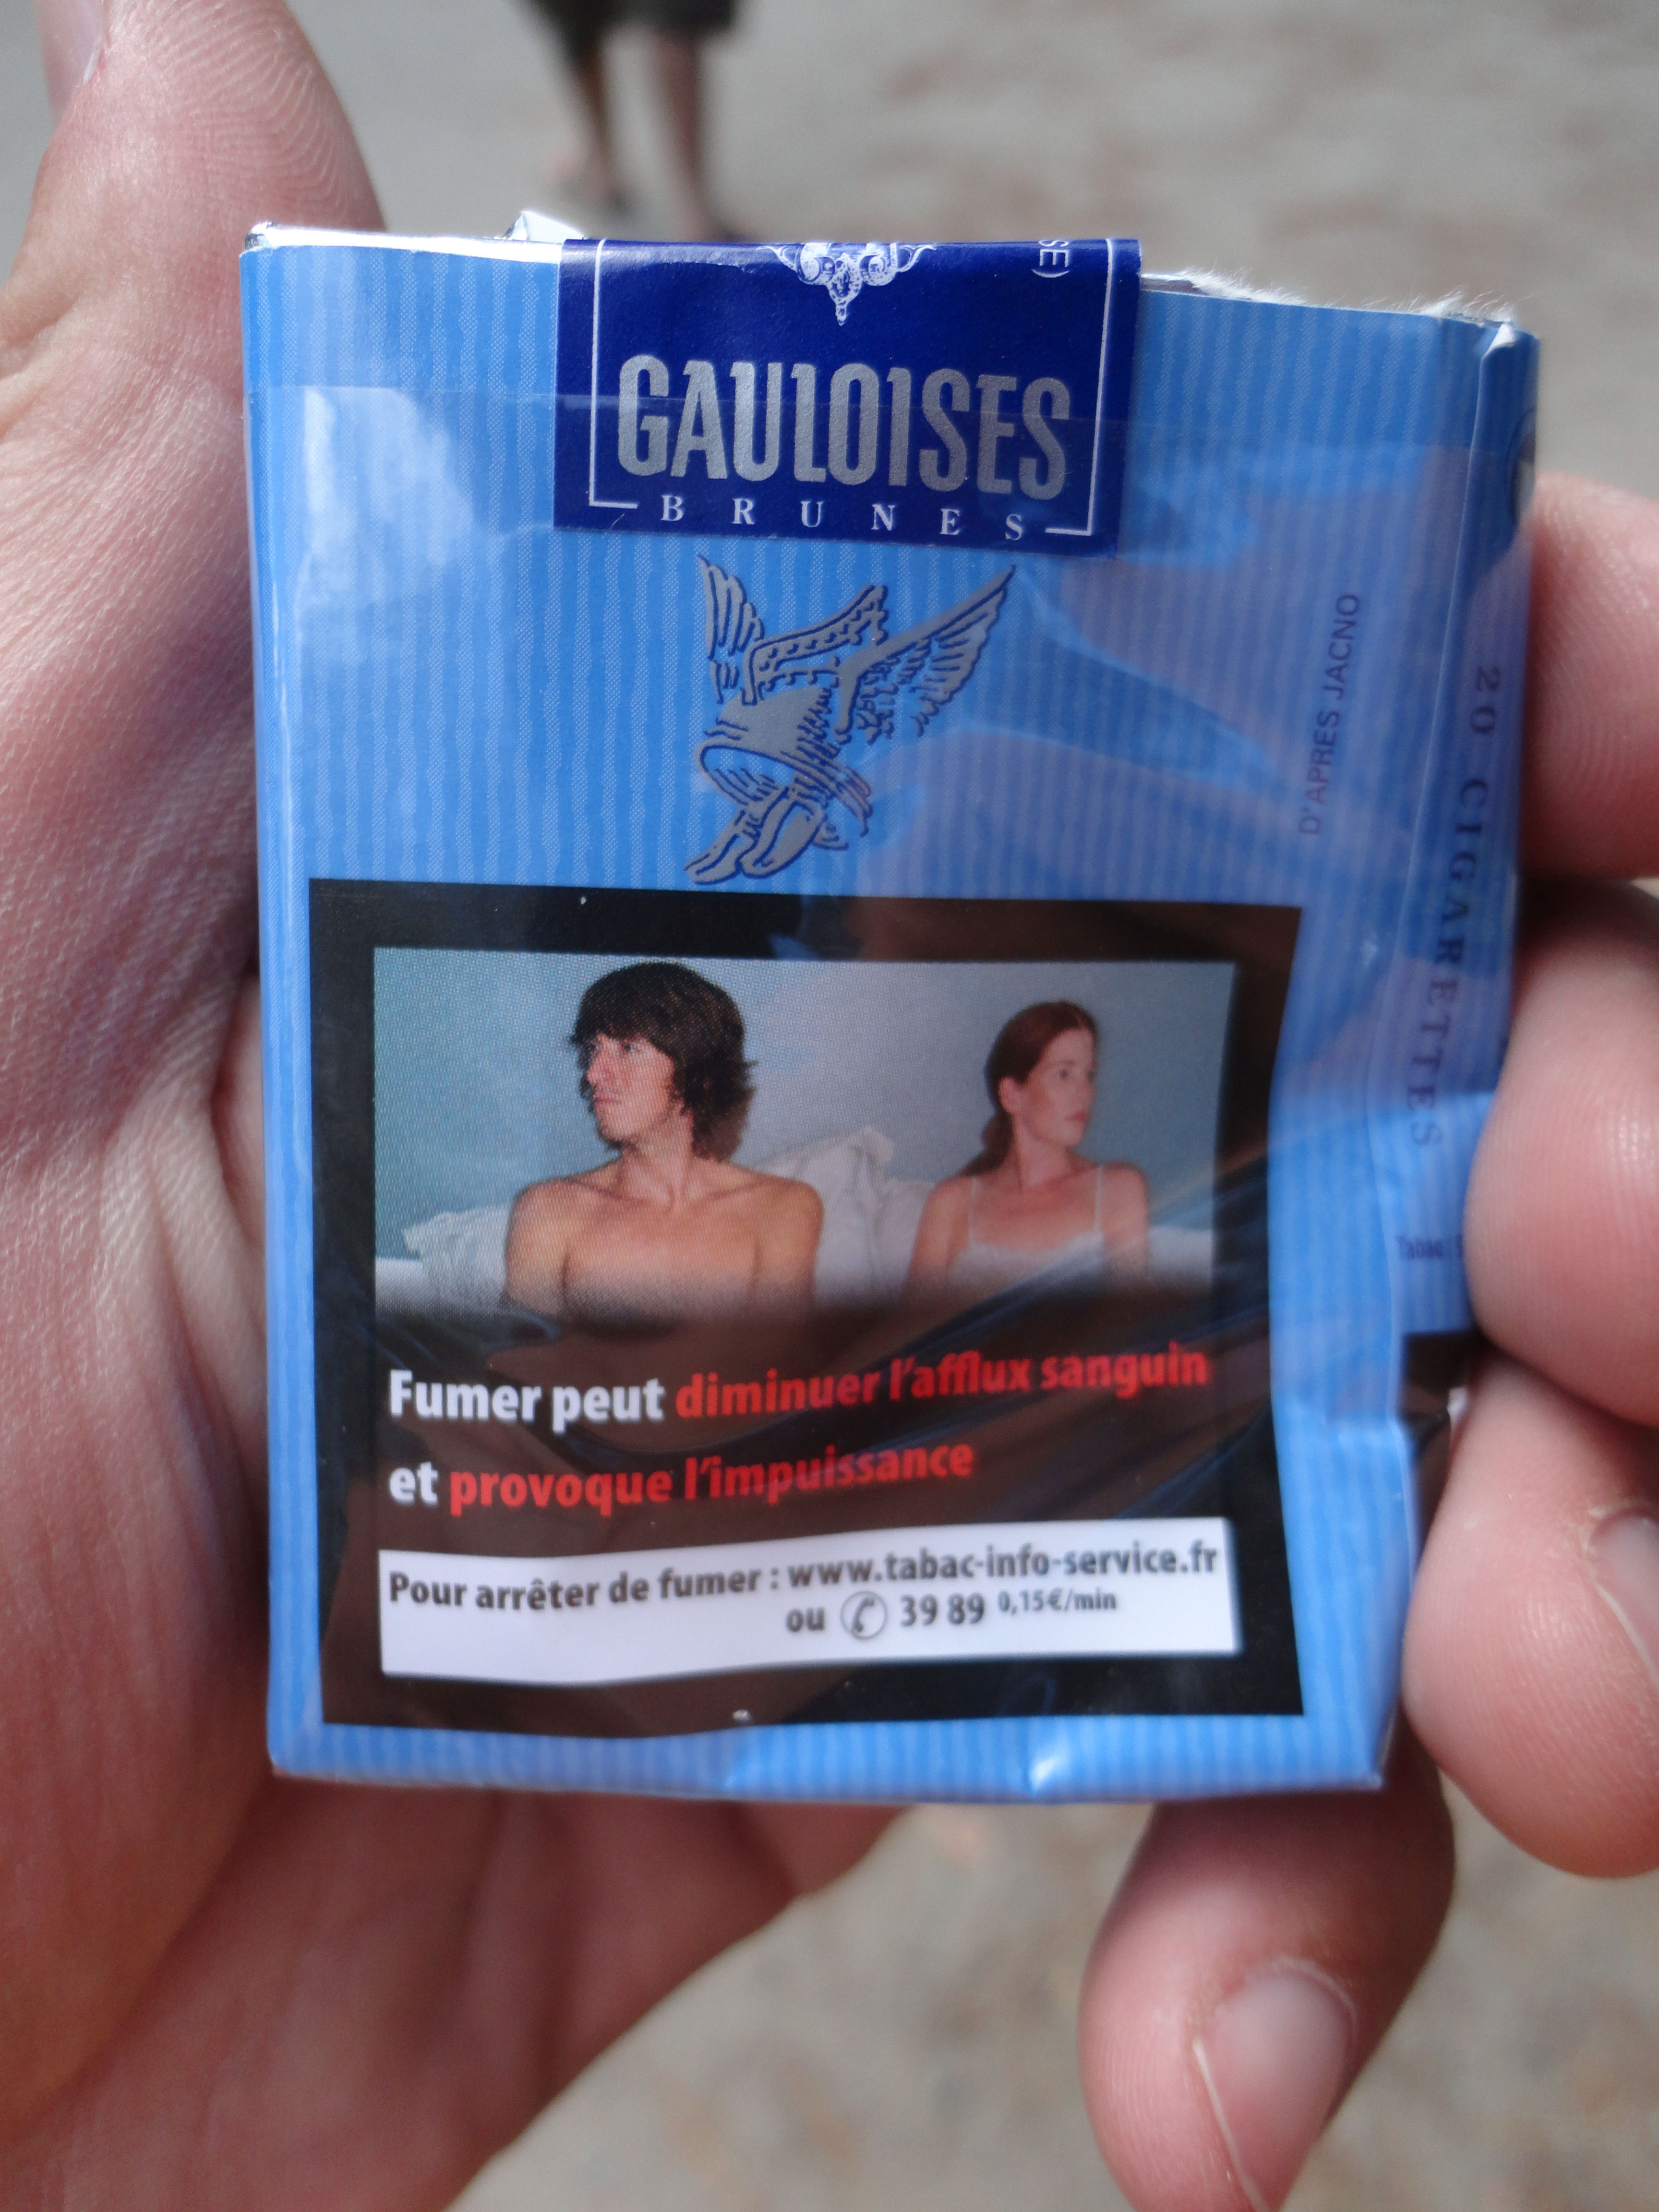 SE)
GAULOISES
BRUNES
D'APRES JACNO
20 CIGARETTES
Fumer peut diminuer l'afflux sanguin
et provoque l'impuissance
Pour arrêter de fumer : www.tabac-info-service.fr
ou 39 89 0,15€/min